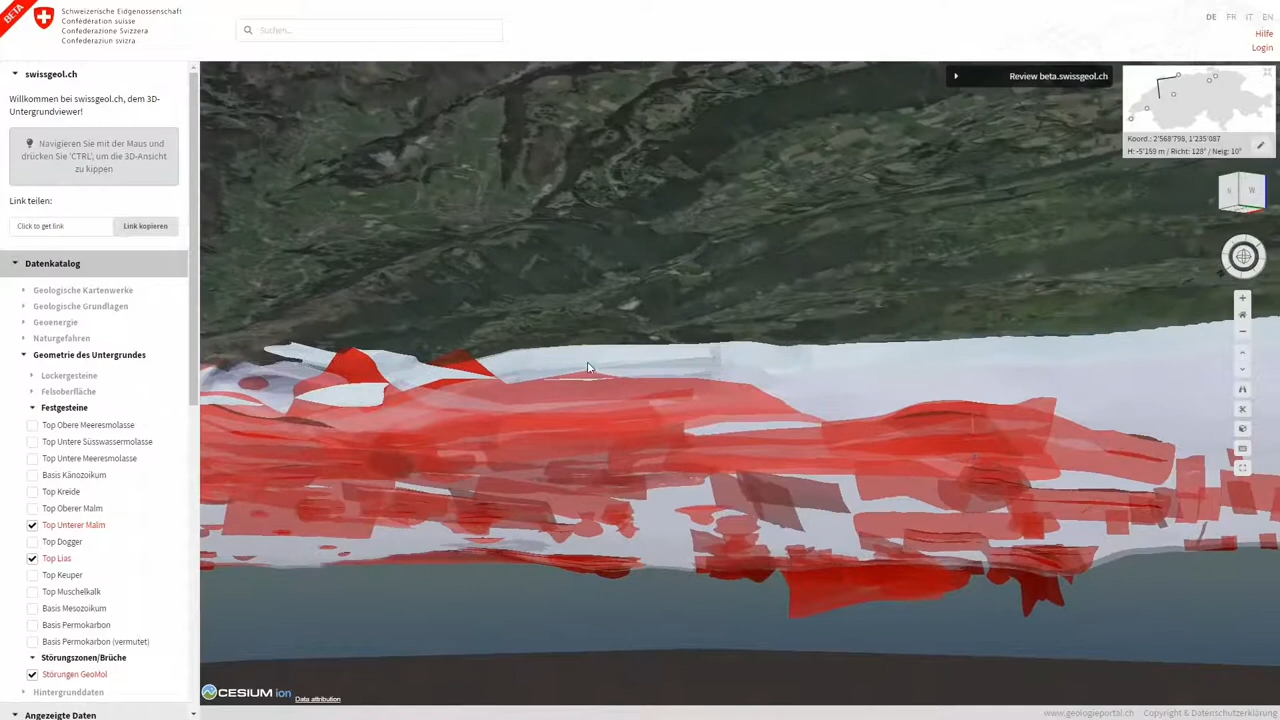 BETA
Schweizerische Eidgenossenschaft
Confédération suisse
Confederazione Svizzera
Confederaziun svizra
Suchen...
DE FR IT EN
Hilfe
Login
swissgeol.ch
Willkommen bei swissgeol.ch, dem 3D-
Untergrundviewer!
Navigieren Sie mit der Maus und
drücken Sie 'CTRL', um die 3D-Ansicht
zu kippen
Link teilen:
Click to get link
Link kopieren
Datenkatalog
Geologische Kartenwerke
Geologische Grundlagen
Geoenergie
Naturgefahren
Geometrie des Untergrundes
Lockergesteine
Felsoberfläche
Festgesteine
Top Obere Meeresmolasse
Top Untere Süsswassermolasse
Top Untere Meeresmolasse
Basis Känozoikum
Top Kreide
Top Oberer Malm
Top Unterer Malm
Top Dogger
Top Lias
Top Keuper
Top Muschelkalk
Basis Mesozoikum
Basis Permokarbon
Basis Permokarbon (vermutet)
Störungszonen/Brüche
Störungen GeoMol
Hintergrunddaten
Angezeigte Daten
Review beta.swissgeol.ch
Koord.: 2'568'798, 1'235'087
H: -5'159 m / Richt: 128° / Neig: 10°
W
CESIUM ion
Data attribution
www.geologieportal.ch
Copyright & Datenschutzerklärung